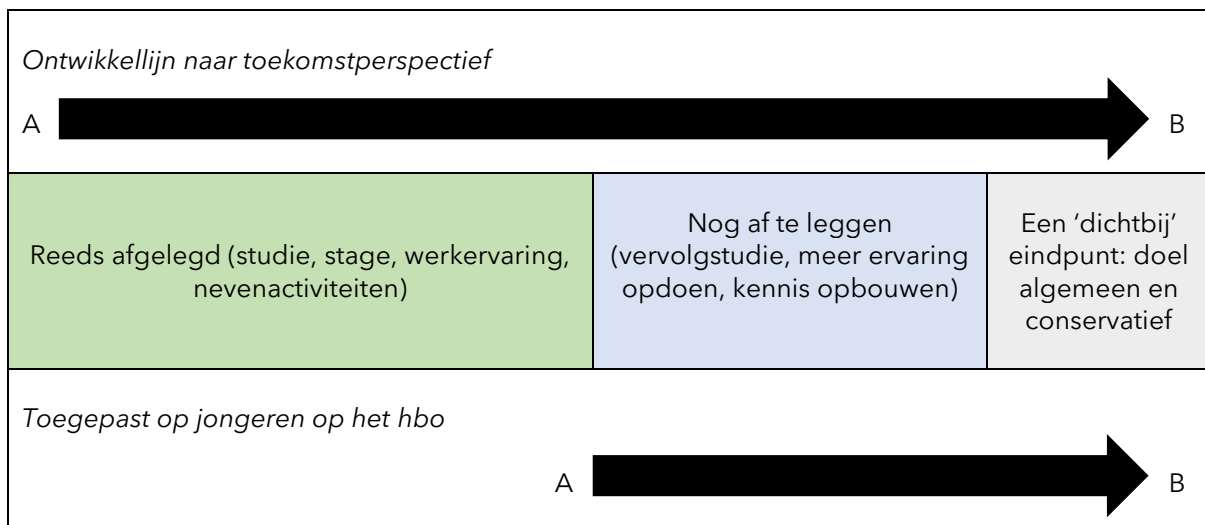 Ontwikkellijn naar toekomstperspectief
A
B
Reeds afgelegd (studie, stage, werkervaring,
nevenactiviteiten)
Nog af te leggen
(vervolgstudie, meer ervaring
opdoen, kennis opbouwen)
Een ‘dichtbij’
eindpunt: doel
algemeen en
conservatief
Toegepast op jongeren op het hbo
A
B